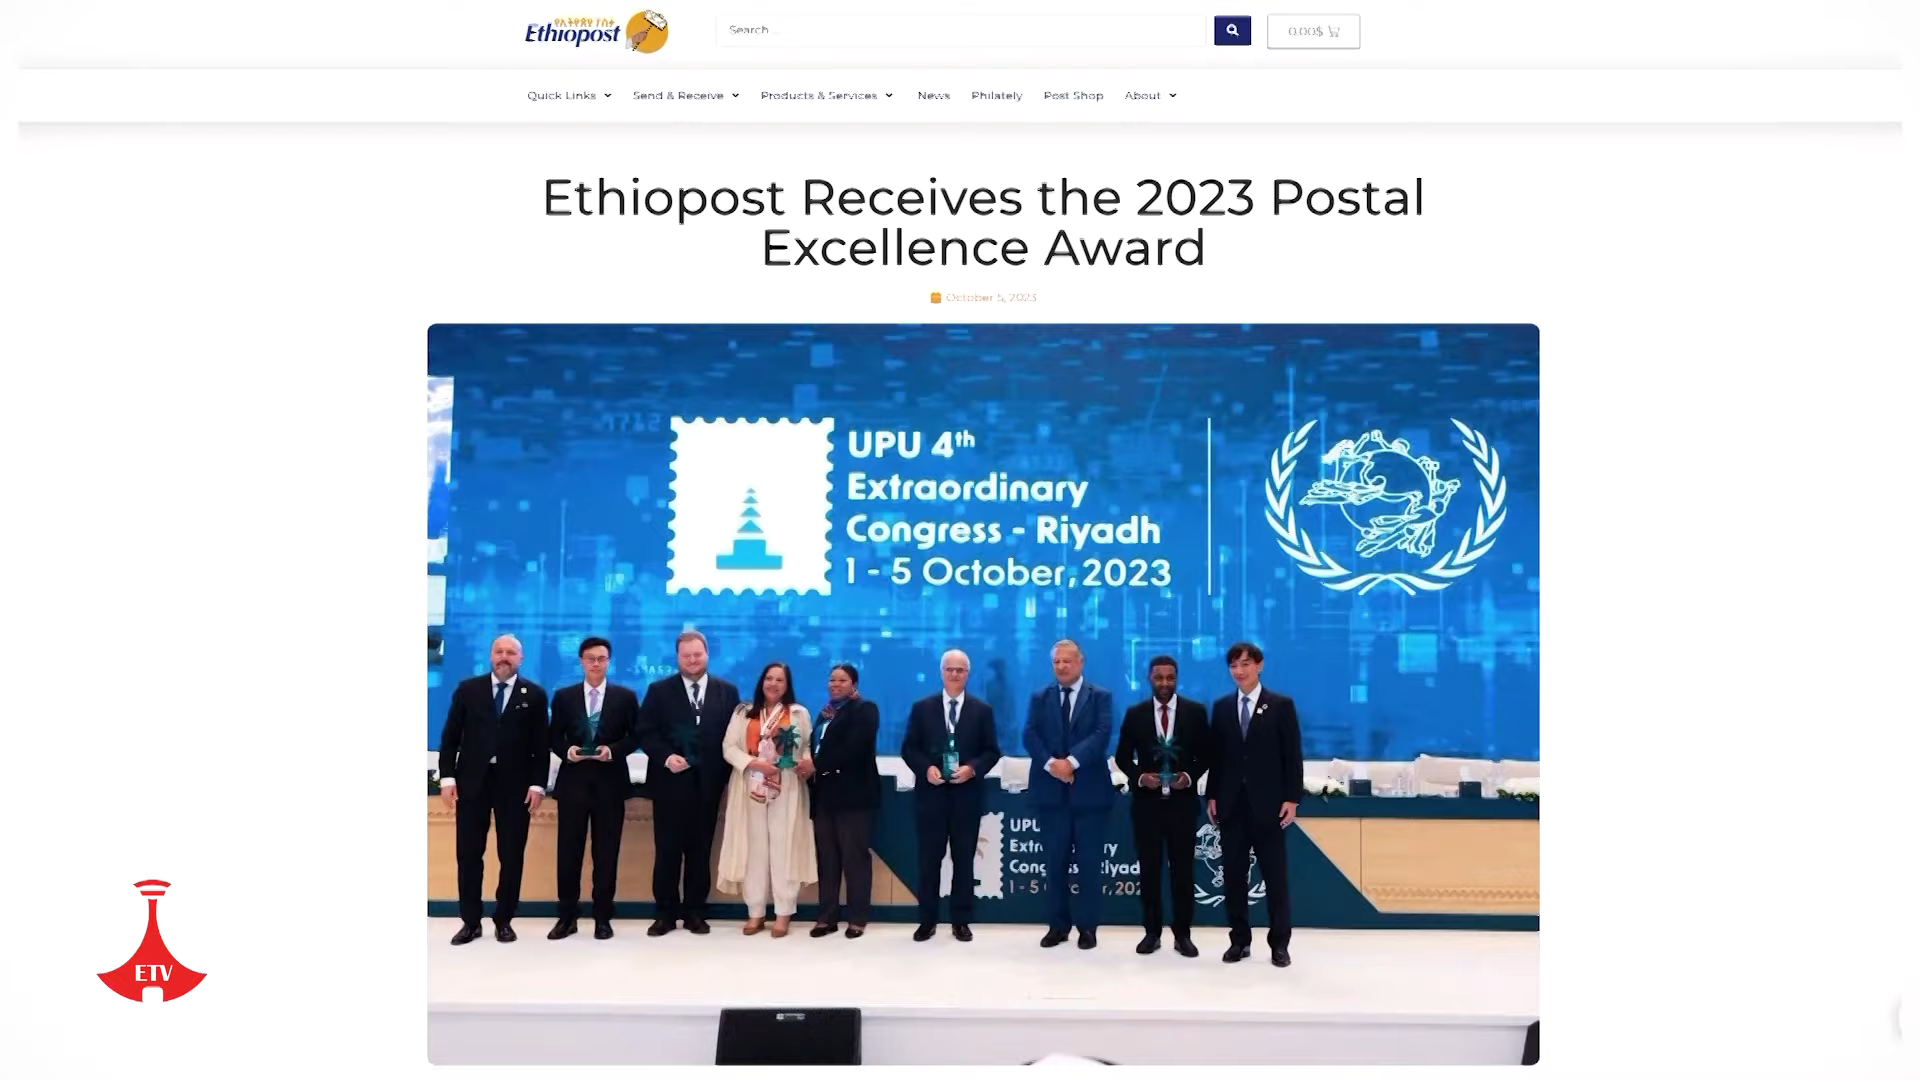 Ethiopost
Search...
0.00$
Quick Links
Send & Receive
Products & Services
News
Philately
Post Shop
About
Ethiopost Receives the 2023 Postal
Excellence Award
October 5, 2023
UPU 4th
Extraordinary
Congress - Riyadh
1 - 5 October, 2023
ETV